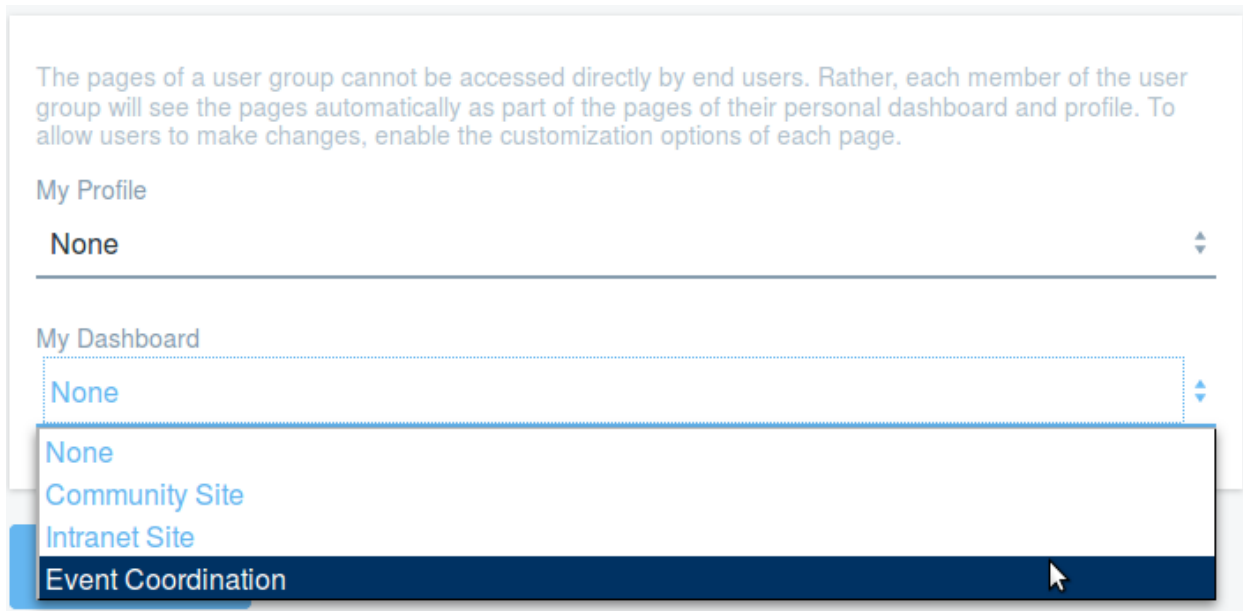 The pages of a user group cannot be accessed directly by end users. Rather, each member of the user
group will see the pages automatically as part of the pages of their personal dashboard and profile. To
allow users to make changes, enable the customization options of each page.
My Profile
None
My Dashboard
None
None
Community Site
Intranet Site
Event Coordination